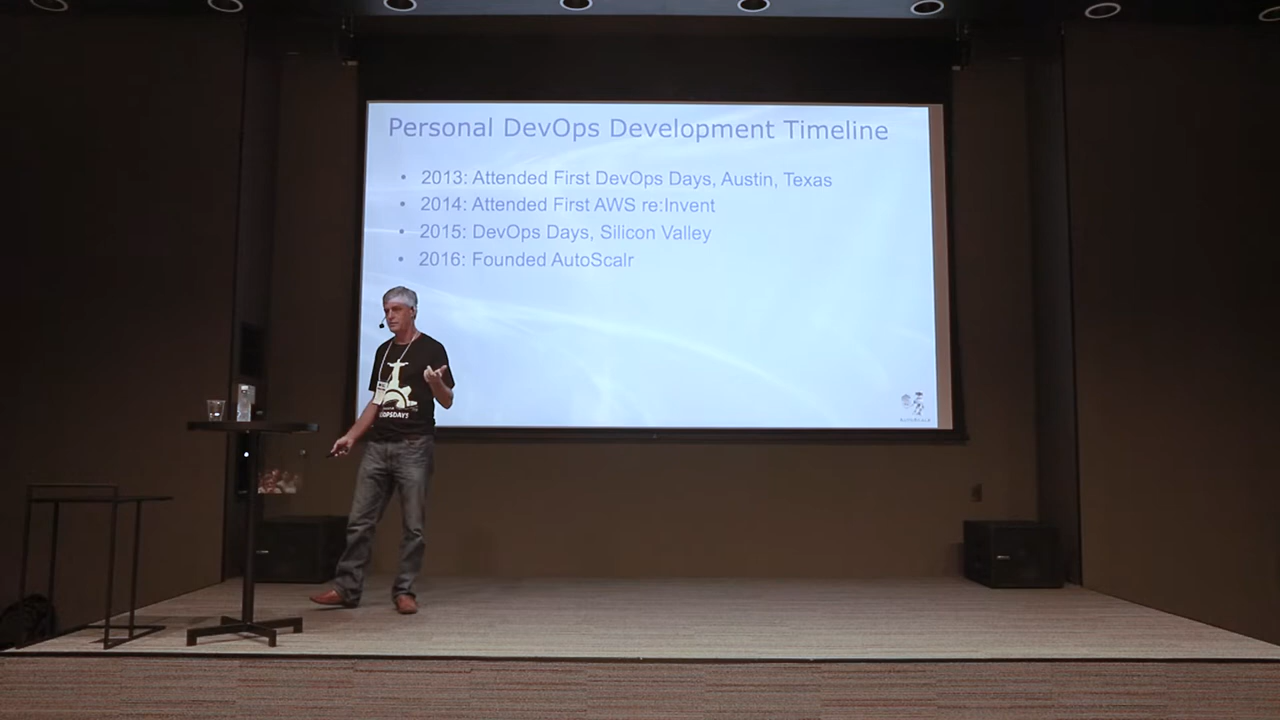 Personal DevOps Development Timeline
• 2013: Attended First DevOps Days, Austin, Texas
• 2014: Attended First AWS re:Invent
• 2015: DevOps Days, Silicon Valley
• 2016: Founded AutoScalr